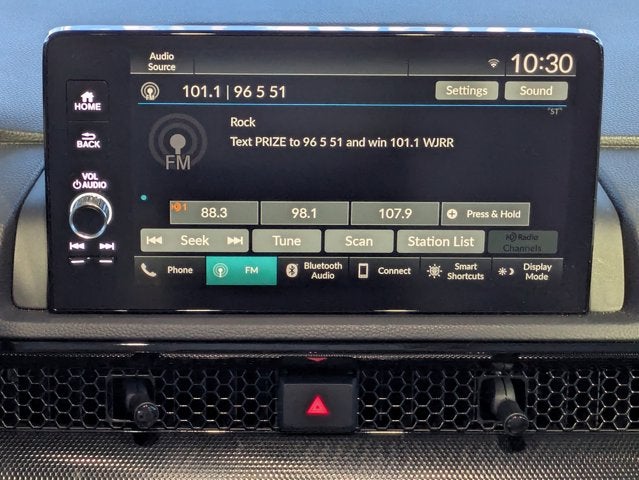 Audio
Source
10:30
HOME
101.1 | 96 5 51
Settings
Sound
"ST"
Rock
Text PRIZE to 96 5 51 and win 101.1 WJRR
FM
BACK
VOL
AUDIO
1
88.3
98.1
107.9
Press & Hold
Seek
Tune
Scan
Station List
HD Radio
Channels
Phone
FM
Bluetooth
Audio
Connect
Smart
Shortcuts
Display
Mode